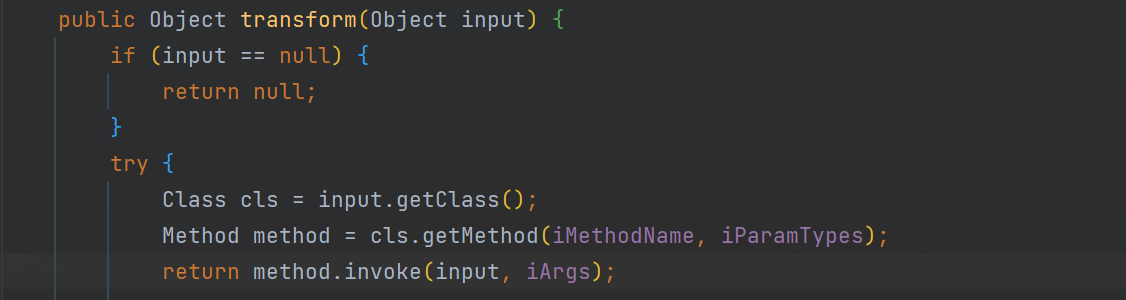 public Object transform(Object input) {
if (input == null) {
return null;
}
try {
Class cls = input.getClass();
Method method = cls.getMethod(iMethodName, iParamTypes);
return method.invoke(input, iArgs);